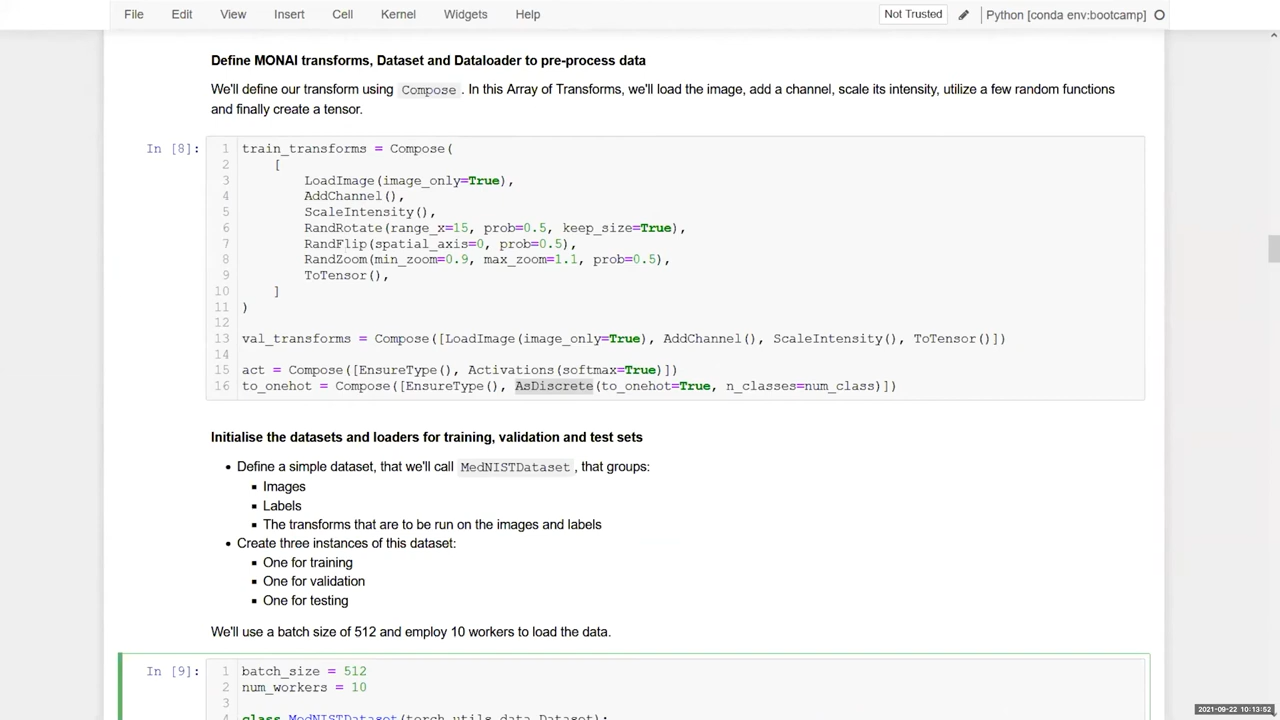 File Edit View Insert Cell Kernel Widgets Help Not Trusted Python [conda env:bootcamp]
Define MONAI transforms, Dataset and Dataloader to pre-process data
We'll define our transform using Compose . In this Array of Transforms, we'll load the image, add a channel, scale its intensity, utilize a few random functions
and finally create a tensor.
In [8]: 1 train_transforms = Compose(
2 [
3 LoadImage(image_only=True),
4 AddChannel(),
5 ScaleIntensity(),
6 RandRotate(range_x=15, prob=0.5, keep_size=True),
7 RandFlip(spatial_axis=0, prob=0.5),
8 RandZoom(min_zoom=0.9, max_zoom=1.1, prob=0.5),
9 ToTensor(),
10 ]
11 )
12
13 val_transforms = Compose([LoadImage(image_only=True), AddChannel(), ScaleIntensity(), ToTensor()])
14
15 act = Compose([EnsureType(), Activations(softmax=True)])
16 to_onehot = Compose([EnsureType(), AsDiscrete(to_onehot=True, n_classes=num_class)])
Initialise the datasets and loaders for training, validation and test sets
• Define a simple dataset, that we'll call MedNISTDataset , that groups:
▪ Images
▪ Labels
▪ The transforms that are to be run on the images and labels
• Create three instances of this dataset:
▪ One for training
▪ One for validation
▪ One for testing
We'll use a batch size of 512 and employ 10 workers to load the data.
In [9]: 1 batch_size = 512
2 num_workers = 10
3
4 class MedNISTDataset(torch.utils.data.Dataset):
2021-09-22 10:13:52